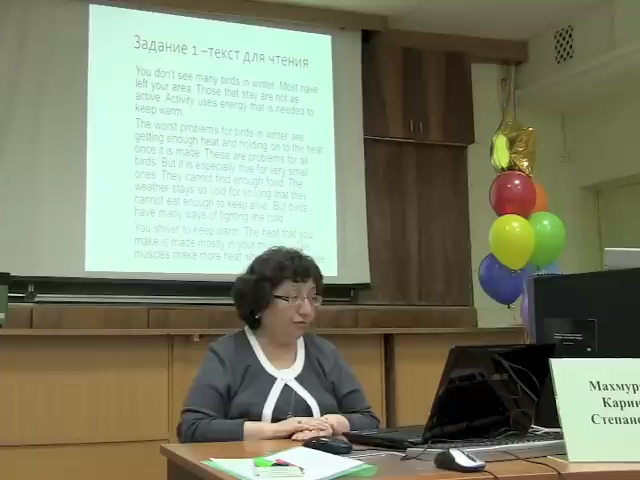 Задание 1 –текст для чтения
You don't see many birds in winter. Most have
left your area. Those that stay are not as
active. Activity uses energy that is needed to
keep warm.
The worst problems for birds in winter are
getting enough heat and holding on to the heat
once it is made. These are problems for all
birds. But it is especially true for very small
ones. They cannot find enough food. The
weather stays so cold for so long that they
cannot eat enough to keep alive. But birds
have many ways of fighting the cold.
You shiver to keep warm. The heat that you
make is made mostly in your
muscles make more heat
Махмур
Карин
Степан